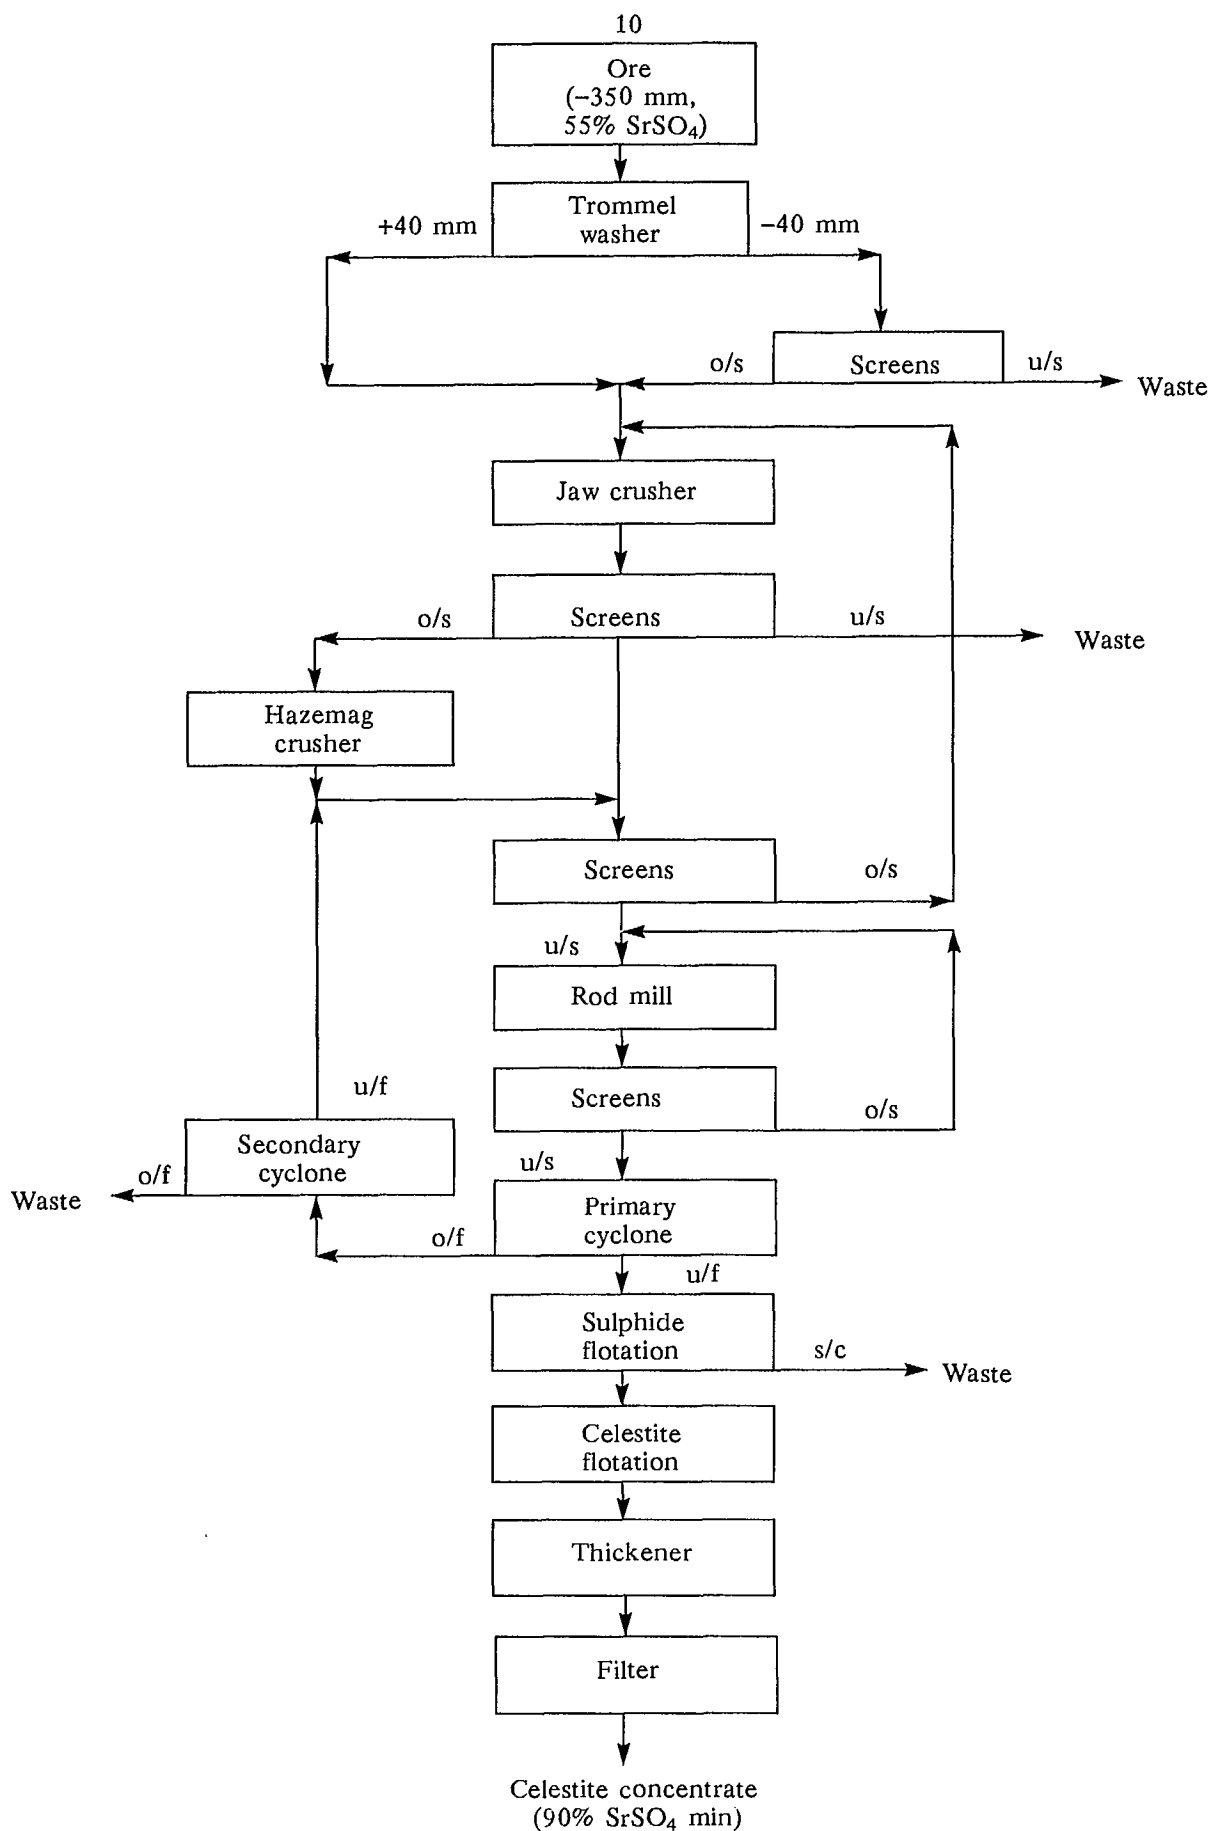 10
Ore
(–350 mm,
55% SrSO₄)
Trommel
washer
+40 mm
–40 mm
Screens
o/s
u/s
Waste
Jaw crusher
Screens
o/s
u/s
Waste
Hazemag
crusher
Screens
o/s
u/s
Rod mill
Screens
o/s
u/f
Secondary
cyclone
o/f
Waste
u/s
Primary
cyclone
o/f
u/f
Sulphide
flotation
s/c
Waste
Celestite
flotation
Thickener
Filter
Celestite concentrate
(90% SrSO₄ min)